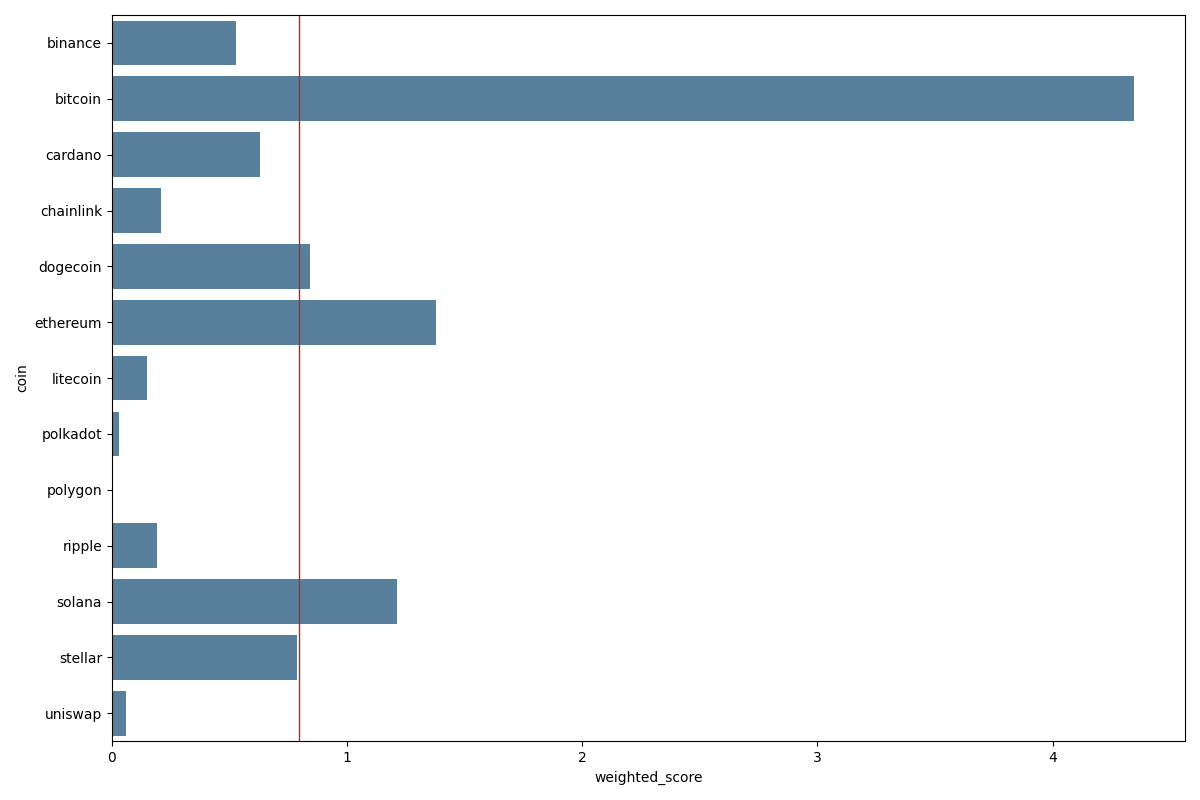 binance
bitcoin
cardano
chainlink
dogecoin
ethereum
litecoin
polkadot
polygon
ripple
solana
stellar
uniswap
coin
0 1 2 3 4
weighted_score